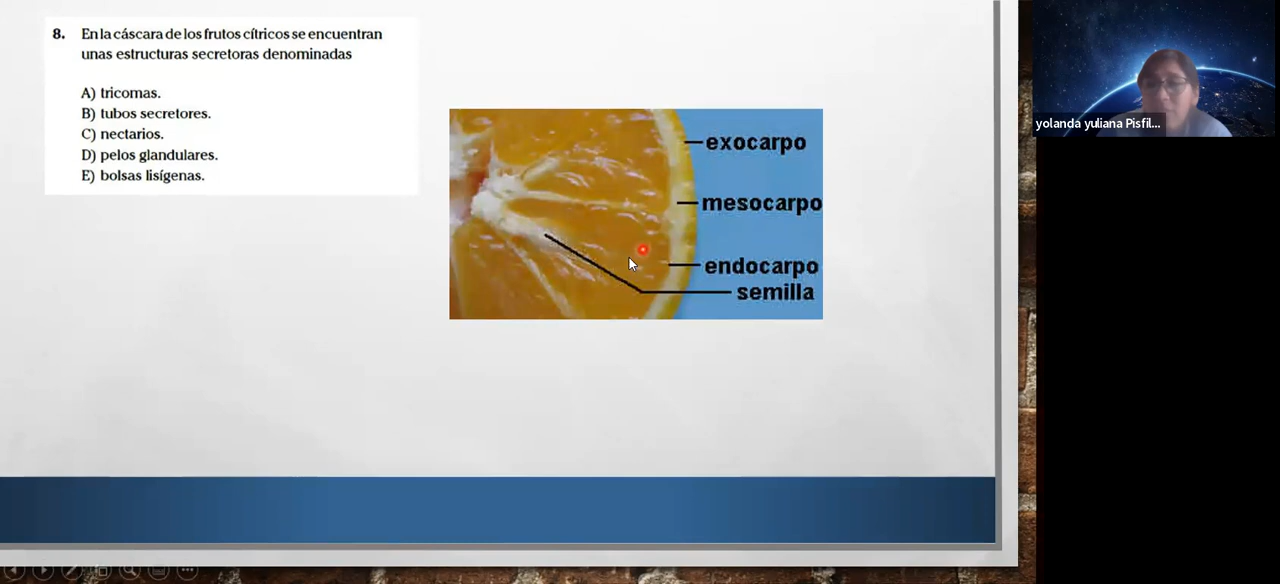 8. En la cáscara de los frutos cítricos se encuentran
unas estructuras secretoras denominadas
A) tricomas.
B) tubos secretores.
C) nectarios.
D) pelos glandulares.
E) bolsas lisígenas.
exocarpo
mesocarpo
endocarpo
semilla
yolanda yuliana Pisfil...